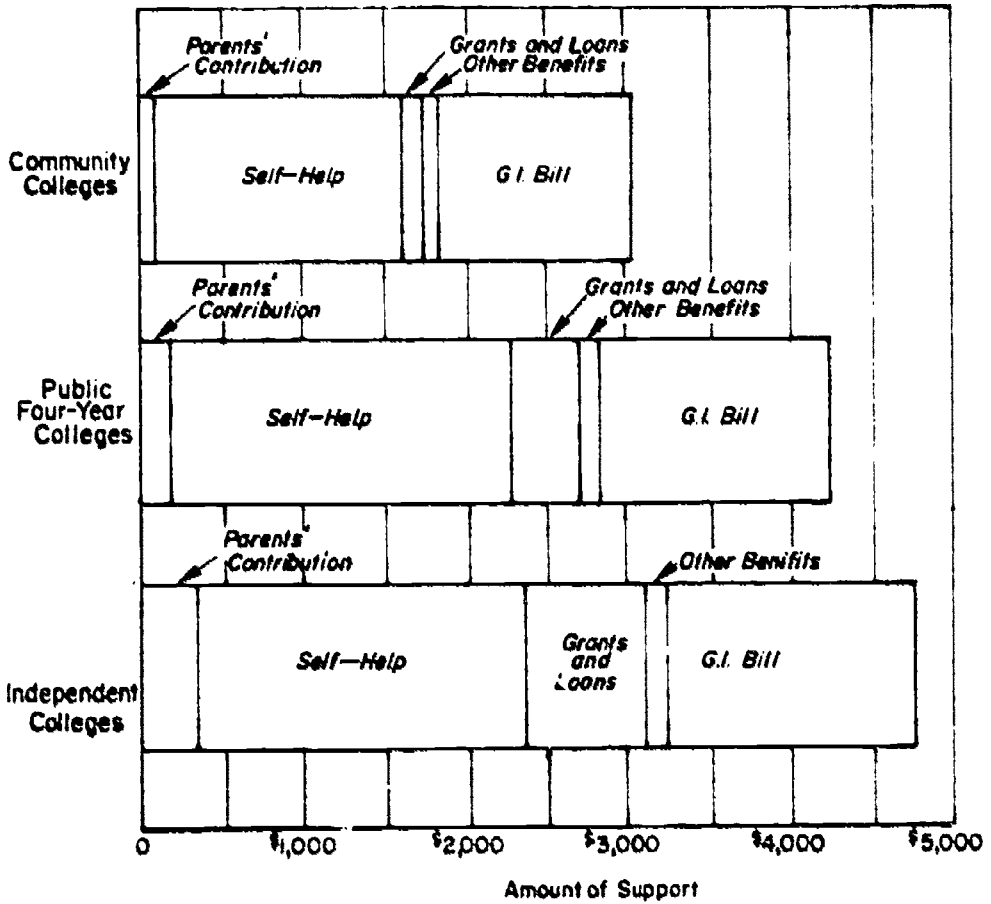 Parents'
Contribution
Grants and Loans
Other Benefits
Community
Colleges
Self-Help
G.I. Bill
Parents'
Contribution
Grants and Loans
Other Benefits
Public
Four-Year
Colleges
Self-Help
G.I. Bill
Parents'
Contribution
Other Benifits
Independent
Colleges
Self-Help
Grants
and
Loans
G.I. Bill
0 $1,000 $2,000 $3,000 $4,000 $5,000
Amount of Support